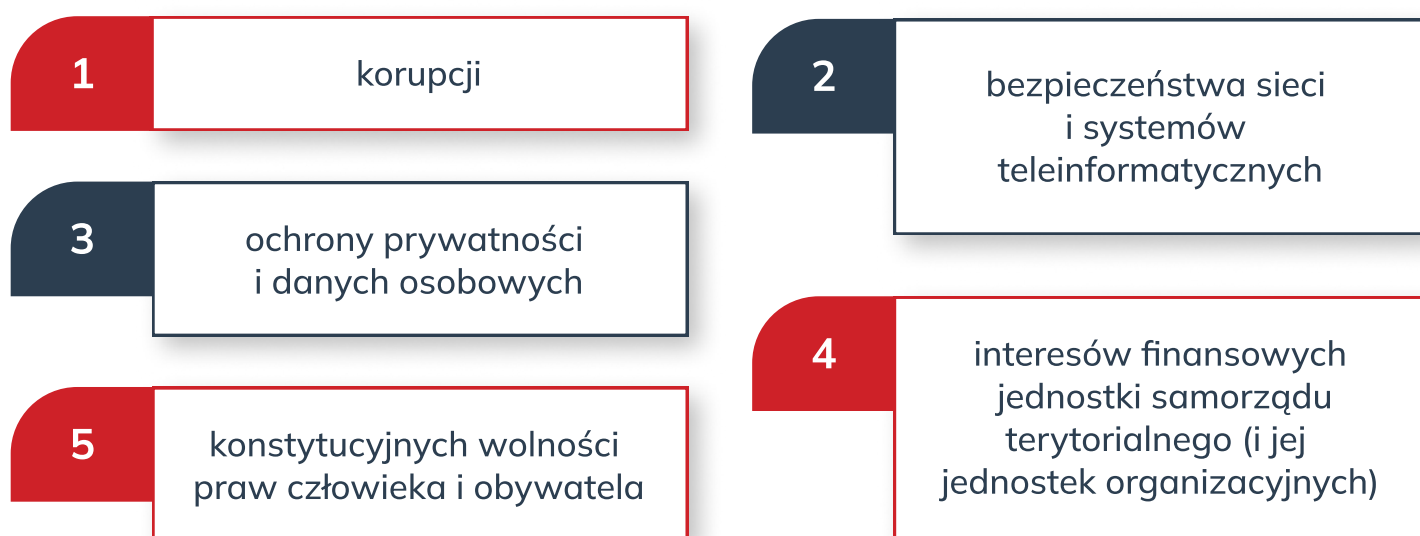 1
korupcji
2
bezpieczeństwa sieci
i systemów
teleinformatycznych
3
ochrony prywatności
i danych osobowych
4
interesów finansowych
jednostki samorządu
terytorialnego (i jej
jednostek organizacyjnych)
5
konstytucyjnych wolności
praw człowieka i obywatela